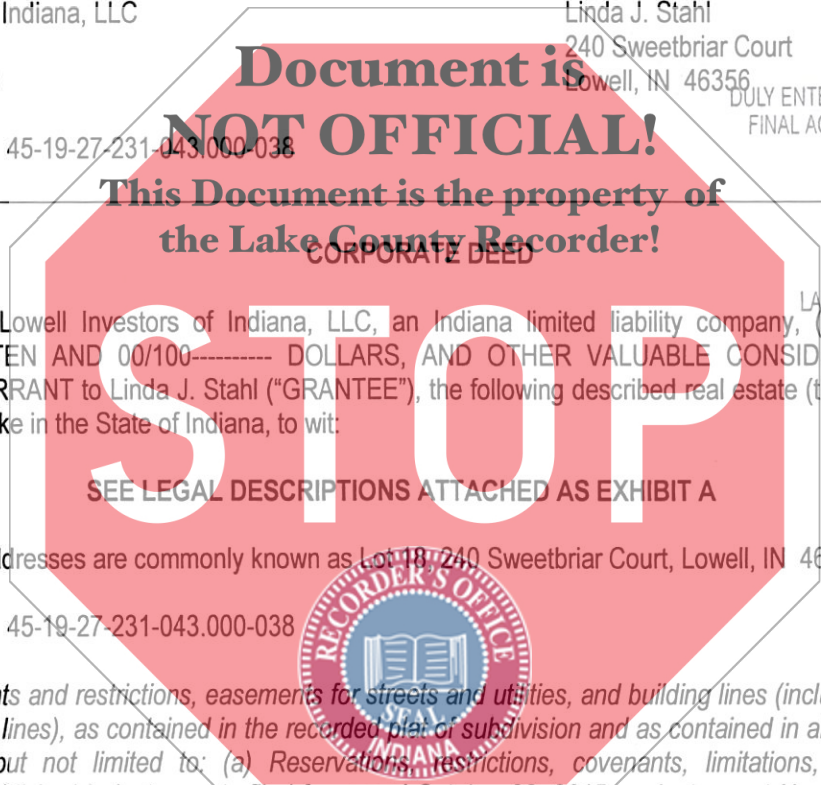 Indiana, LLC
Linda J. Stahl
240 Sweetbriar Court
Lowell, IN 46356
DULY ENTE
FINAL AC
Document is
NOT OFFICIAL!
This Document is the property of
the Lake County Recorder!
45-19-27-231-043.000-038
CORPORATE DEED
LA
Lowell Investors of Indiana, LLC, an Indiana limited liability company, (
TEN AND 00/100---------- DOLLARS, AND OTHER VALUABLE CONSID
RRANT to Linda J. Stahl (“GRANTEE”), the following described real estate (t
ke in the State of Indiana, to wit:
STOP
SEE LEGAL DESCRIPTIONS ATTACHED AS EXHIBIT A
dresses are commonly known as Lot 18, 240 Sweetbriar Court, Lowell, IN 46
45-19-27-231-043.000-038
RECORDER'S OFFICE
SEAL
INDIANA
ts and restrictions, easements for streets and utilities, and building lines (incl
lines), as contained in the recorded plat of subdivision and as contained in a
but not limited to: (a) Reservations, restrictions, covenants, limitations,